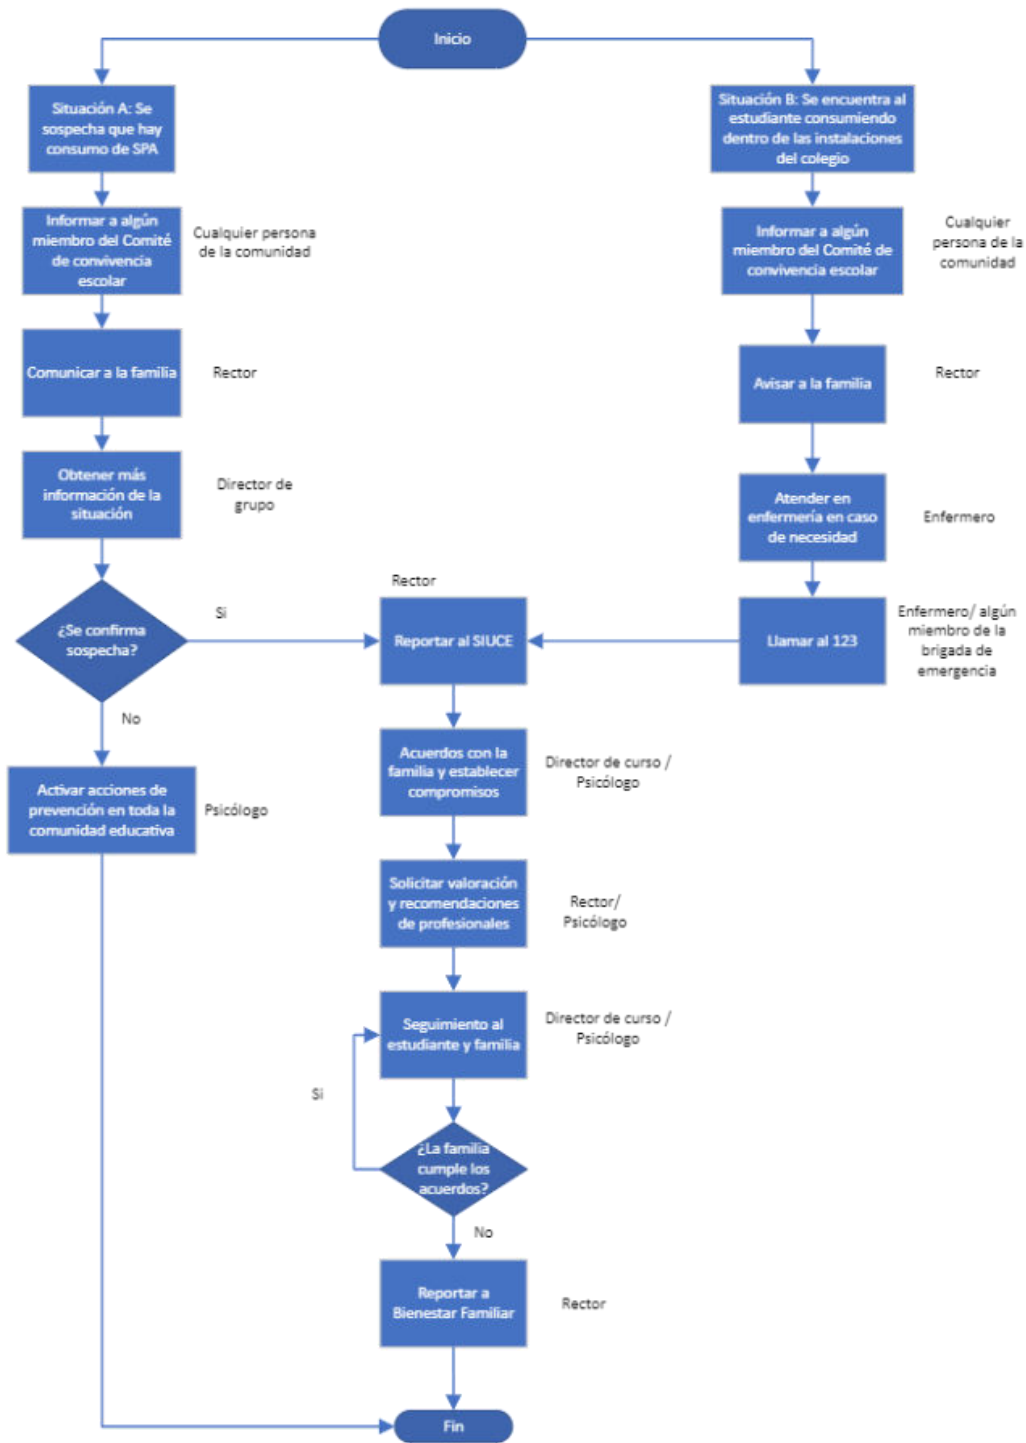 Inicio
Situación A: Se
sospecha que hay
consumo de SPA
Situación B: Se encuentra al
estudiante consumiendo
dentro de las instalaciones
del colegio
Informar a algún
miembro del Comité
de convivencia
escolar
Cualquier persona
de la comunidad
Informar a algún
miembro del Comité de
convivencia escolar
Cualquier
persona de la
comunidad
Comunicar a la familia
Rector
Avisar a la familia
Rector
Obtener más
información de la
situación
Director de
grupo
Atender en
enfermería en caso
de necesidad
Enfermero
¿Se confirma
sospecha?
Si
Rector
Reportar al SIUCE
Llamar al 123
Enfermero/ algún
miembro de la
brigada de
emergencia
No
Activar acciones de
prevención en toda la
comunidad educativa
Psicólogo
Acuerdos con la
familia y establecer
compromisos
Director de curso /
Psicólogo
Solicitar valoración
y recomendaciones
de profesionales
Rector/
Psicólogo
Seguimiento al
estudiante y familia
Director de curso /
Psicólogo
Si
¿La familia
cumple los
acuerdos?
No
Reportar a
Bienestar Familiar
Rector
Fin